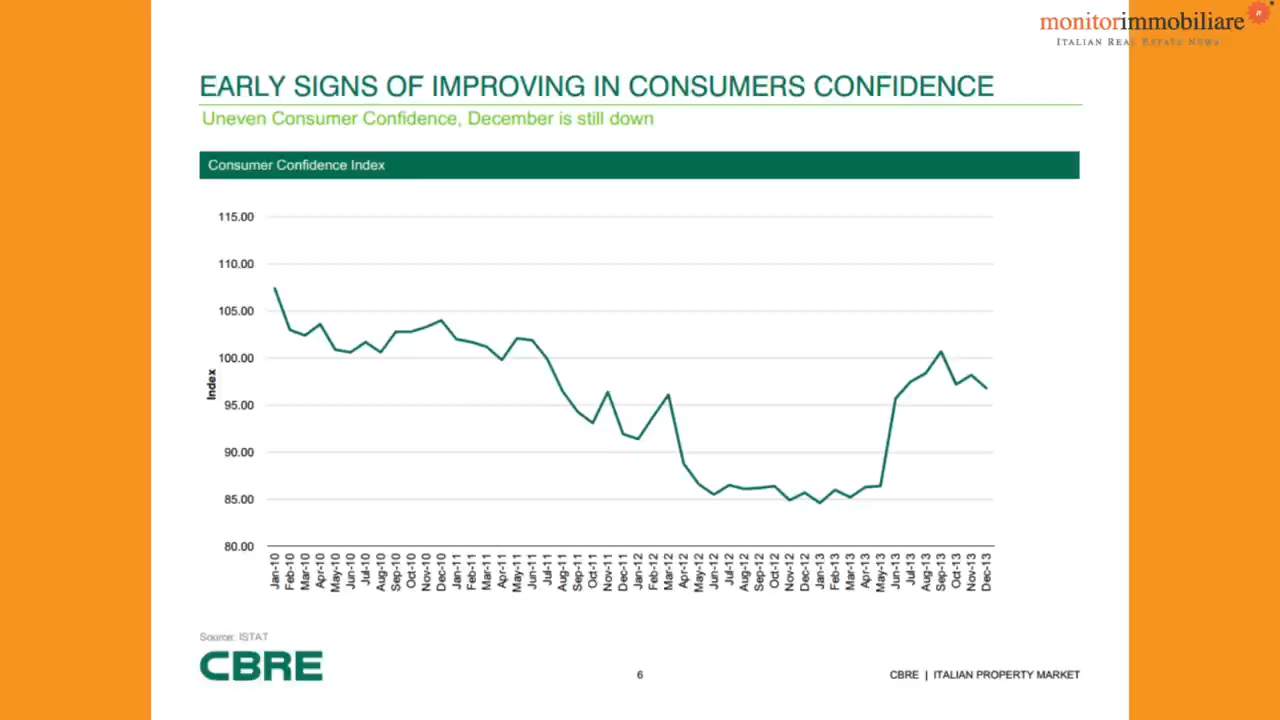 monitorimmobiliare
ITALIAN REAL ESTATE NEWS
EARLY SIGNS OF IMPROVING IN CONSUMERS CONFIDENCE
Uneven Consumer Confidence, December is still down
Consumer Confidence Index
115.00
110.00
105.00
100.00
95.00
90.00
85.00
80.00
Index
Jan-10
Feb-10
Mar-10
Apr-10
May-10
Jun-10
Jul-10
Aug-10
Sep-10
Oct-10
Nov-10
Dec-10
Jan-11
Feb-11
Mar-11
Apr-11
May-11
Jun-11
Jul-11
Aug-11
Sep-11
Oct-11
Nov-11
Dec-11
Jan-12
Feb-12
Mar-12
Apr-12
May-12
Jun-12
Jul-12
Aug-12
Sep-12
Oct-12
Nov-12
Dec-12
Jan-13
Feb-13
Mar-13
Apr-13
May-13
Jun-13
Jul-13
Aug-13
Sep-13
Oct-13
Nov-13
Dec-13
Source: ISTAT
CBRE
6
CBRE | ITALIAN PROPERTY MARKET